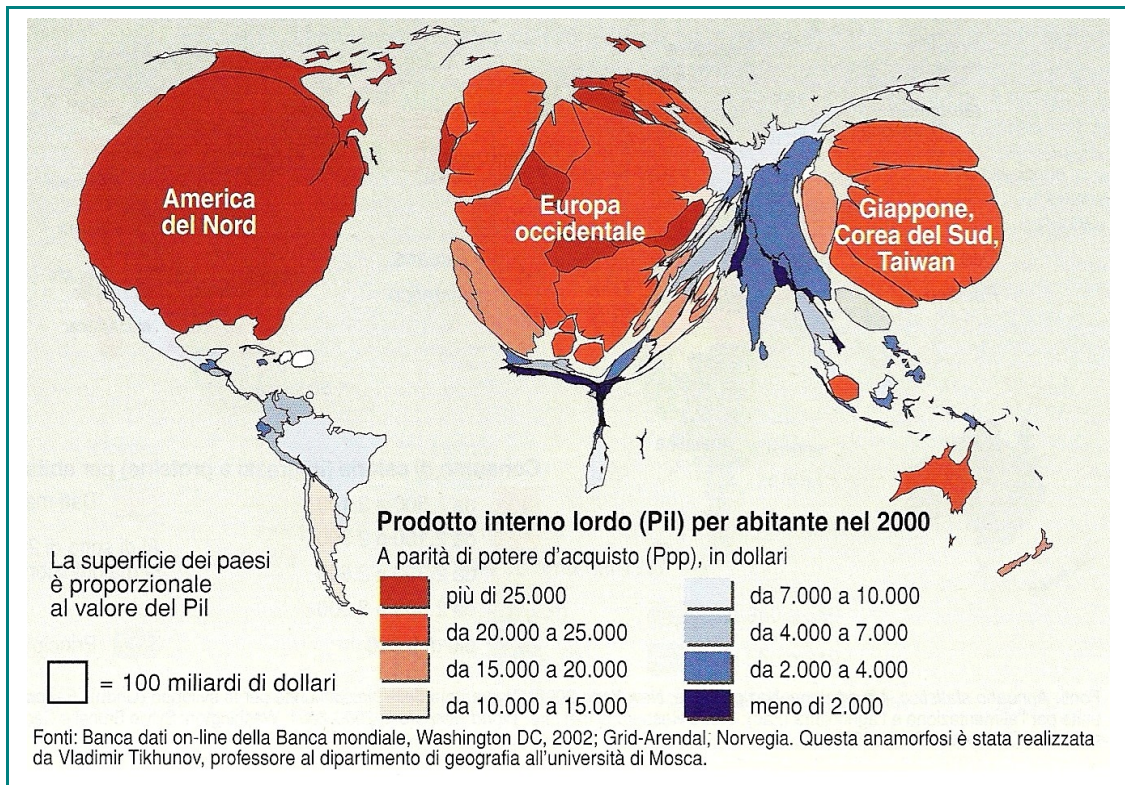 America
del Nord
Europa
occidentale
Giappone,
Corea del Sud,
Taiwan
Prodotto interno lordo (Pil) per abitante nel 2000
A parità di potere d'acquisto (Ppp), in dollari
più di 25.000
da 20.000 a 25.000
da 15.000 a 20.000
da 10.000 a 15.000
da 7.000 a 10.000
da 4.000 a 7.000
da 2.000 a 4.000
meno di 2.000
La superficie dei paesi
è proporzionale
al valore del Pil
= 100 miliardi di dollari
Fonti: Banca dati on-line della Banca mondiale, Washington DC, 2002; Grid-Arendal, Norvegia. Questa anamorfosi è stata realizzata
da Vladimir Tikhunov, professore al dipartimento di geografia all'università di Mosca.